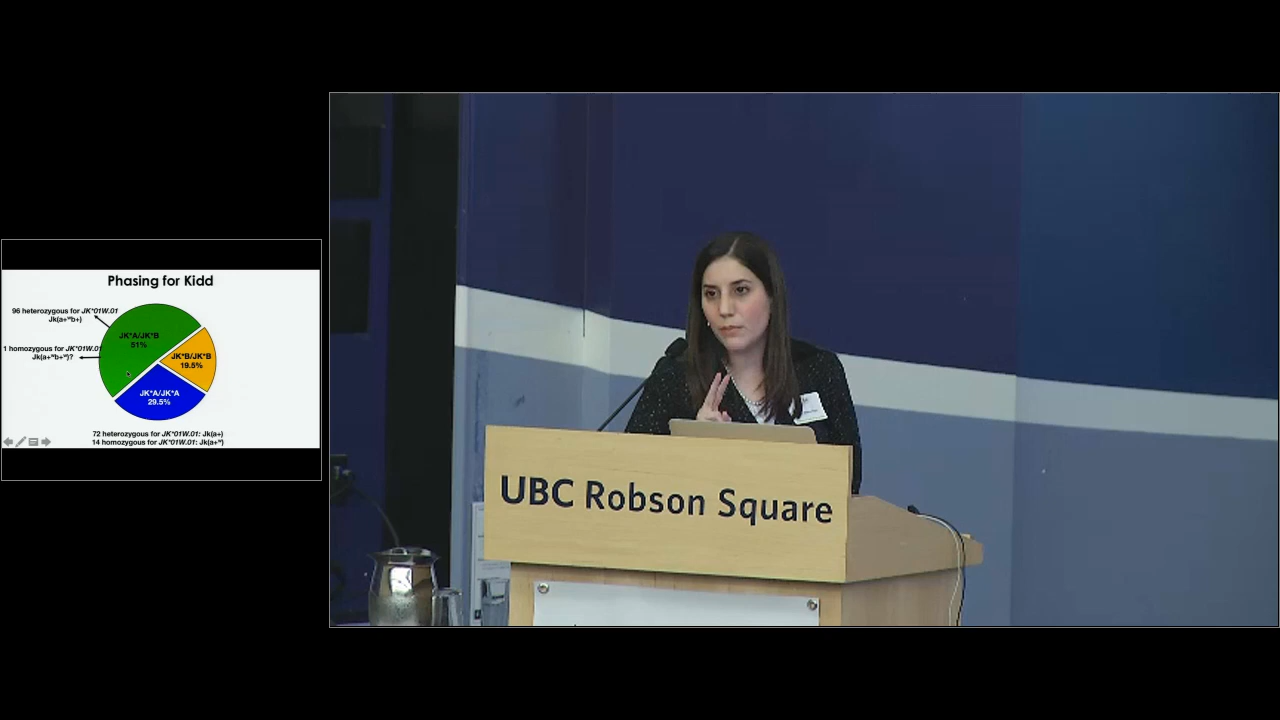 Phasing for Kidd
96 heterozygous for JK*01W.01
Jk(a+ʷb+)
JK*A/JK*B
51%
1 homozygous for JK*01W.01
Jk(a+ʷb+ʷ)?
JK*B/JK*B
19.5%
JK*A/JK*A
29.5%
72 heterozygous for JK*01W.01: Jk(a+)
14 homozygous for JK*01W.01: Jk(a+ʷ)
UBC Robson Square